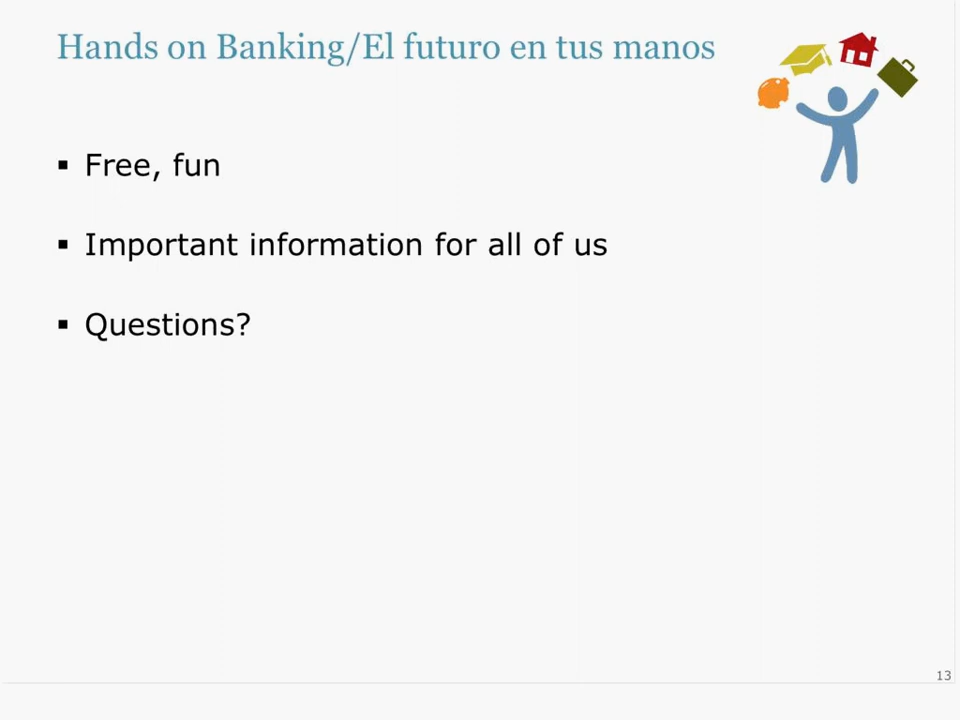 Hands on Banking/El futuro en tus manos
▪ Free, fun
▪ Important information for all of us
▪ Questions?
13